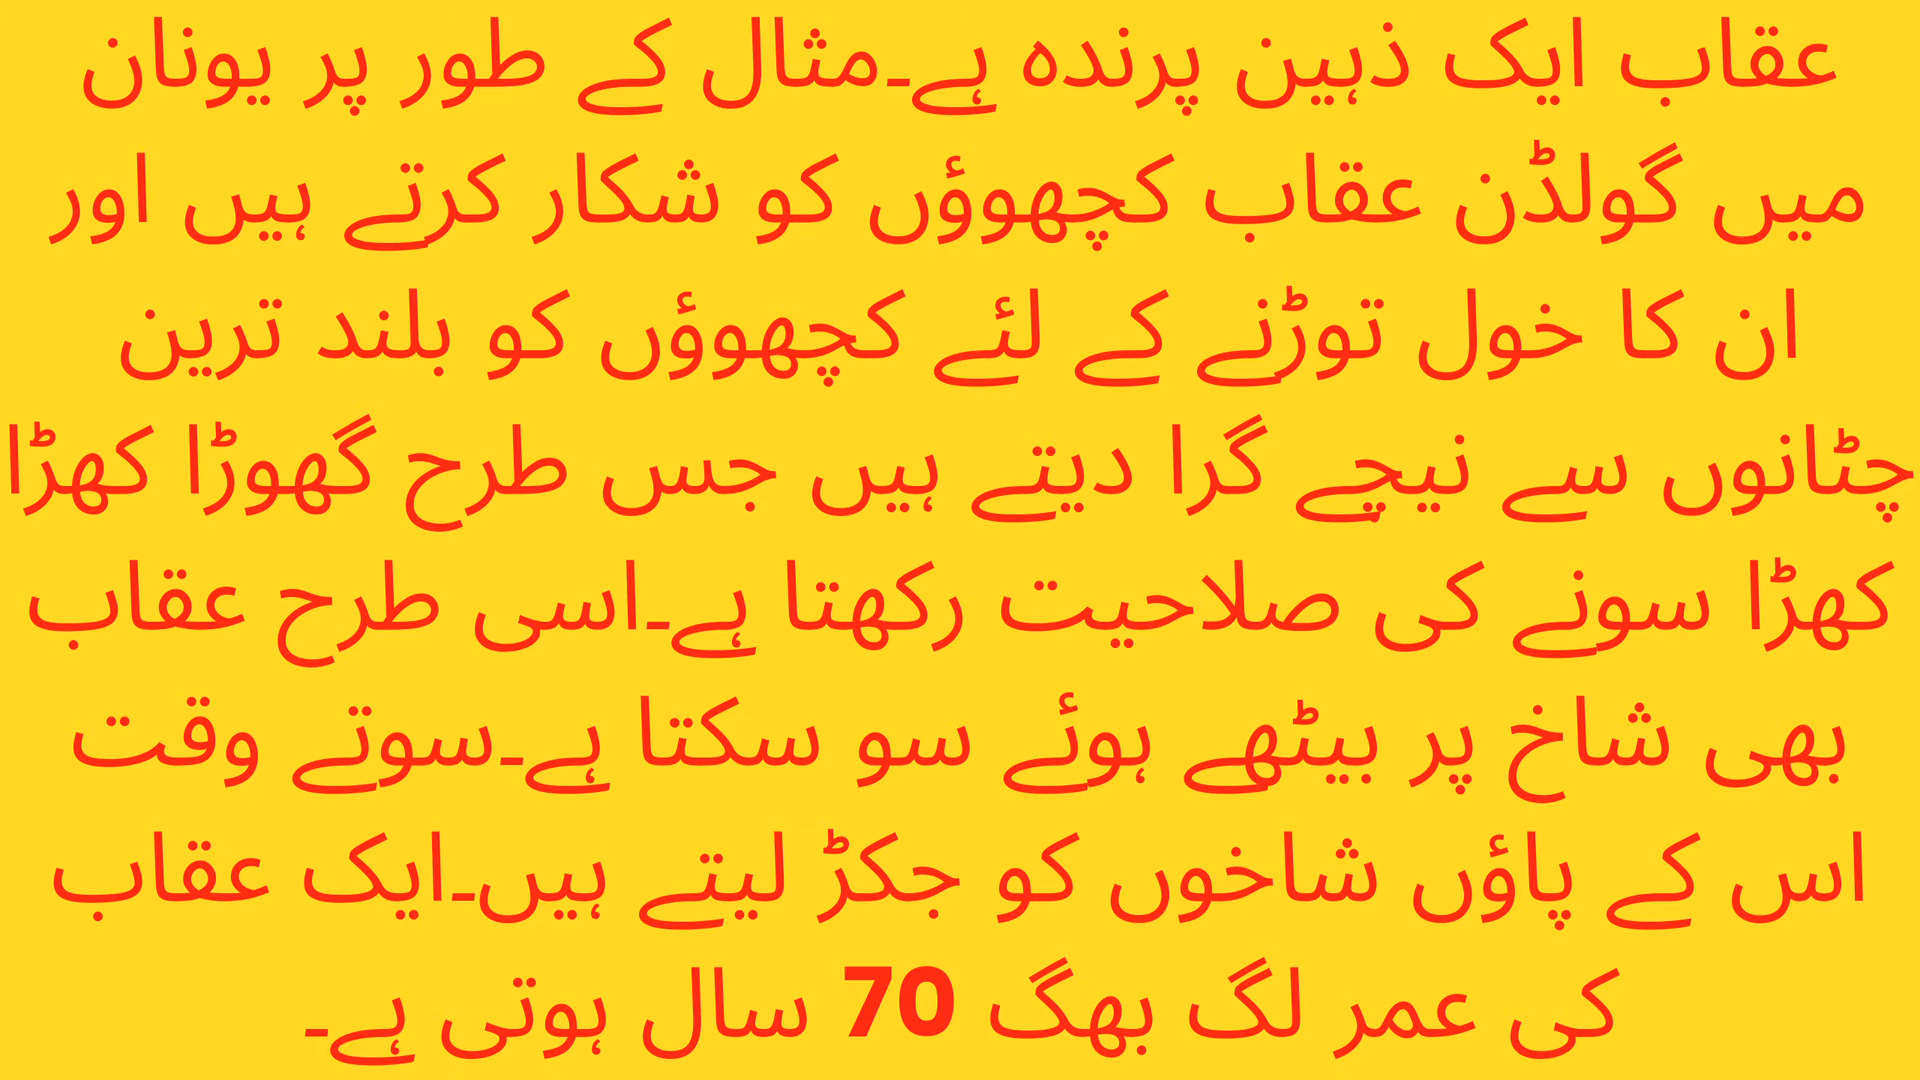 عقاب ایک ذہین پرندہ ہے۔مثال کے طور پر یونان
میں گولڈن عقاب کچھوؤں کو شکار کرتے ہیں اور
ان کا خول توڑنے کے لئے کچھوؤں کو بلند ترین
چٹانوں سے نیچے گرا دیتے ہیں جس طرح گھوڑا کھڑا
کھڑا سونے کی صلاحیت رکھتا ہے۔اسی طرح عقاب
بھی شاخ پر بیٹھے ہوئے سو سکتا ہے۔سوتے وقت
اس کے پاؤں شاخوں کو جکڑ لیتے ہیں۔ایک عقاب
کی عمر لگ بھگ 70 سال ہوتی ہے۔